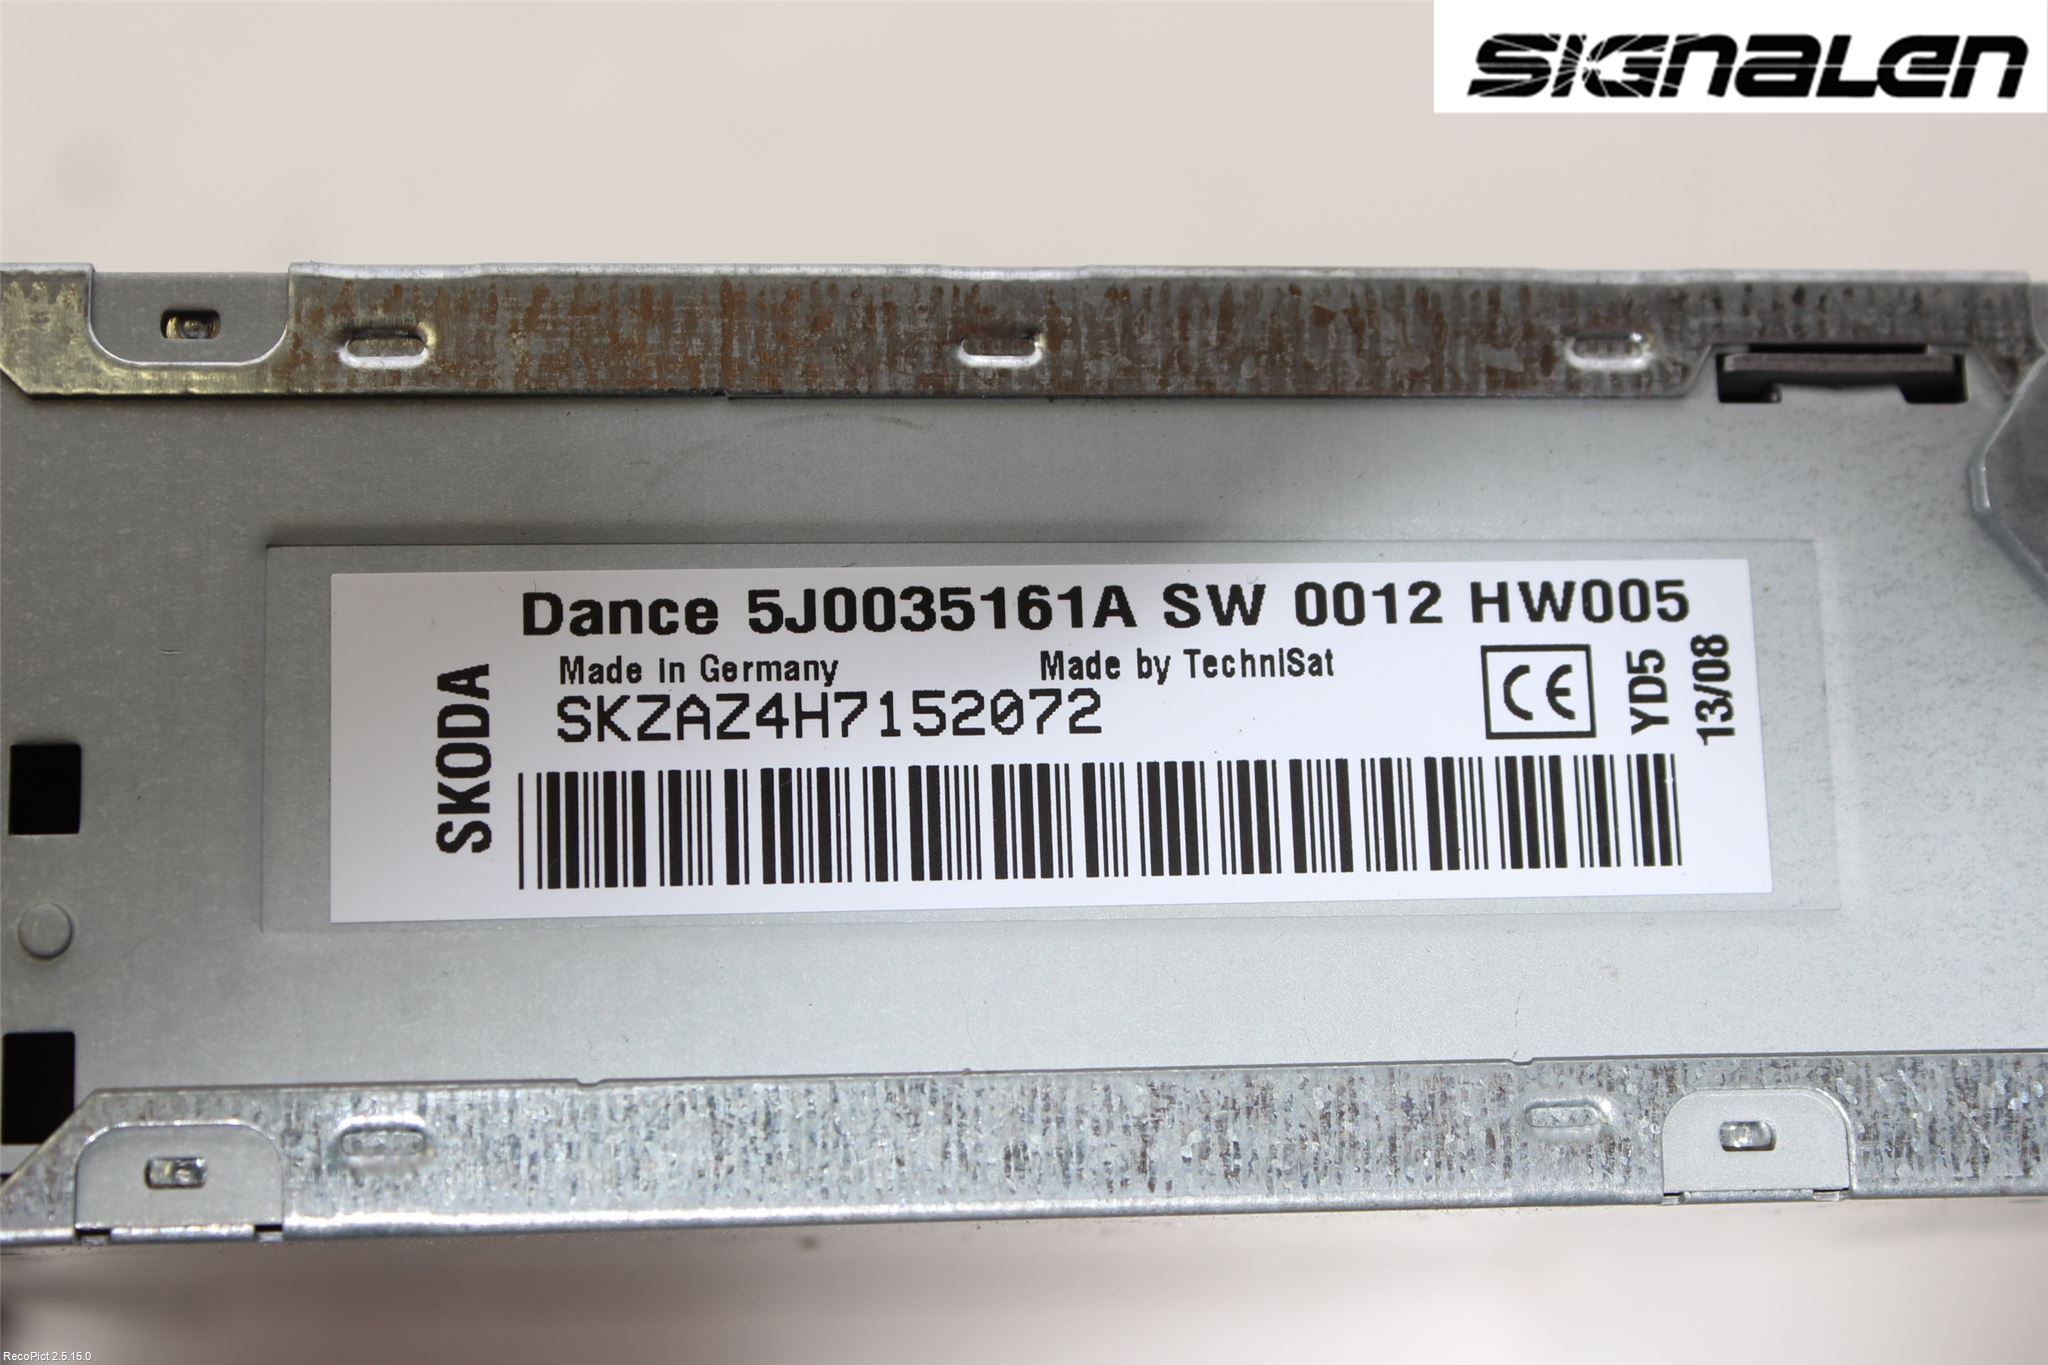 SIGNALEN
Dance 5J0035161A SW 0012 HW005
Made in Germany Made by TechniSat
SKZAZ4H7152072
SKODA
CE
YD5
13/08
RecoPict 2.5.15.0